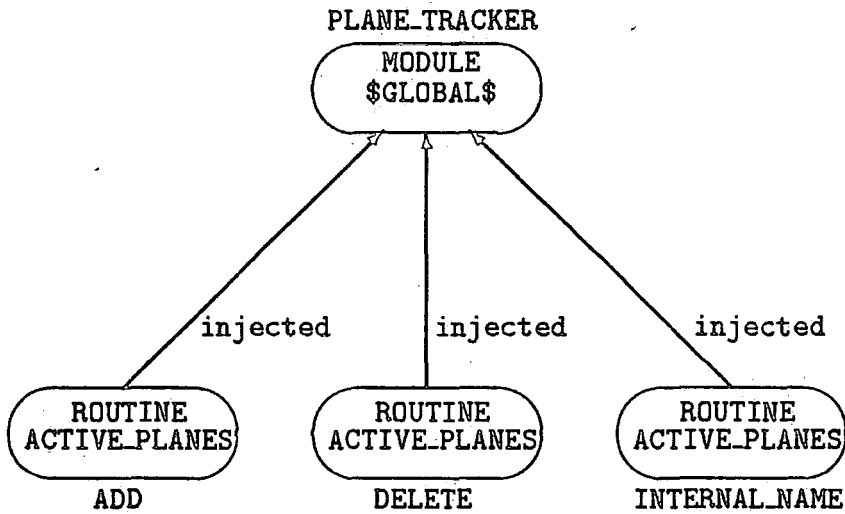 PLANE_TRACKER
MODULE
$GLOBAL$
injected
injected
injected
ROUTINE
ACTIVE_PLANES
ROUTINE
ACTIVE_PLANES
ROUTINE
ACTIVE_PLANES
ADD
DELETE
INTERNAL_NAME